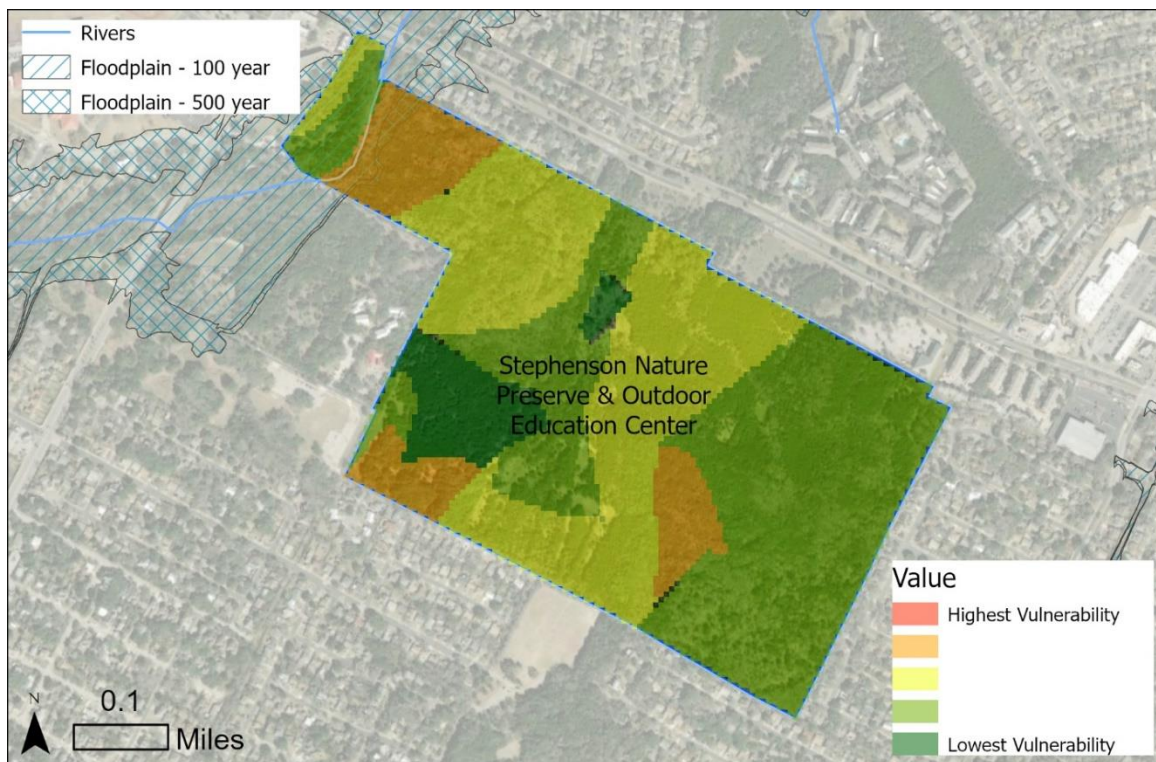 Rivers
Floodplain - 100 year
Floodplain - 500 year
Stephenson Nature
Preserve & Outdoor
Education Center
Value
Highest Vulnerability
Lowest Vulnerability
N
0.1
Miles